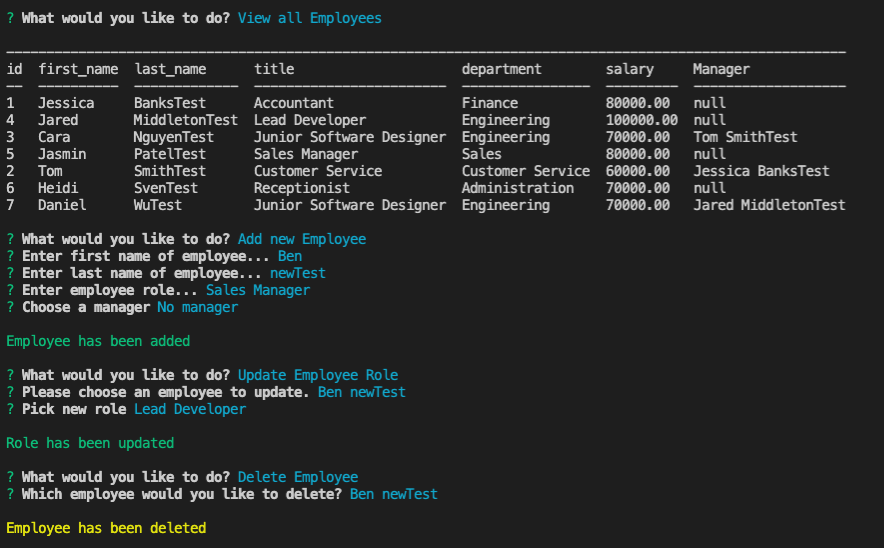 ? What would you like to do? View all Employees
id first_name last_name title department salary Manager
1 Jessica BanksTest Accountant Finance 80000.00 null
4 Jared MiddletonTest Lead Developer Engineering 100000.00 null
3 Cara NguyenTest Junior Software Designer Engineering 70000.00 Tom SmithTest
5 Jasmin PatelTest Sales Manager Sales 80000.00 null
2 Tom SmithTest Customer Service Customer Service 60000.00 Jessica BanksTest
6 Heidi SvenTest Receptionist Administration 70000.00 null
7 Daniel WuTest Junior Software Designer Engineering 70000.00 Jared MiddletonTest
? What would you like to do? Add new Employee
? Enter first name of employee... Ben
? Enter last name of employee... newTest
? Enter employee role... Sales Manager
? Choose a manager No manager
Employee has been added
? What would you like to do? Update Employee Role
? Please choose an employee to update. Ben newTest
? Pick new role Lead Developer
Role has been updated
? What would you like to do? Delete Employee
? Which employee would you like to delete? Ben newTest
Employee has been deleted